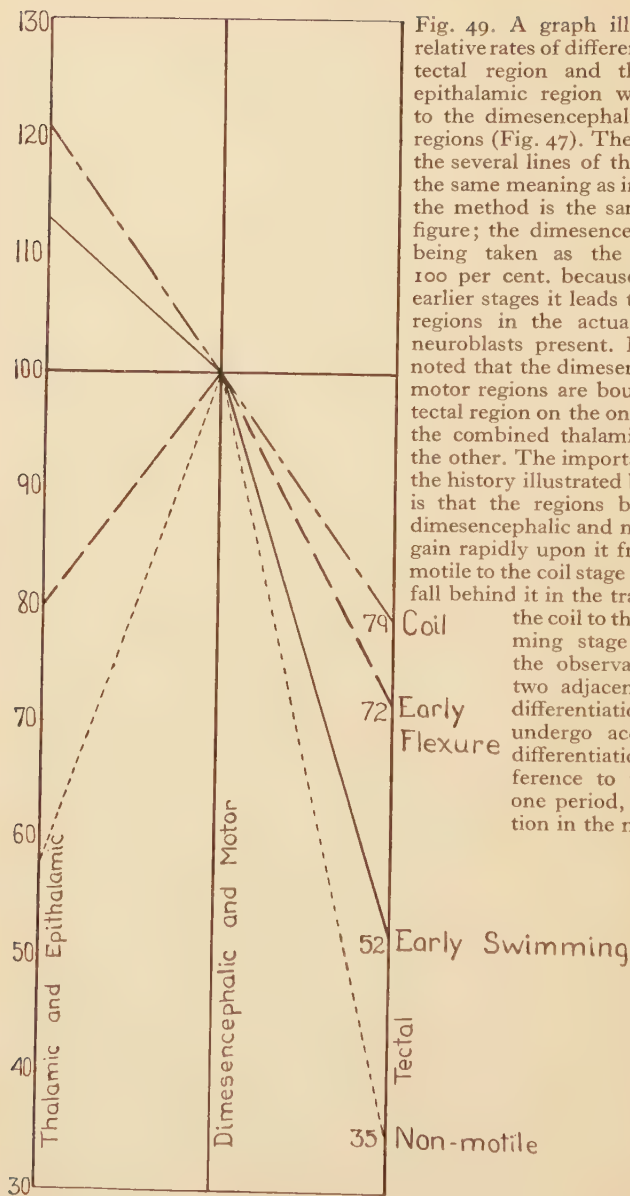 Fig. 49. A graph ill
relative rates of differe
tectal region and th
epithalamic region w
to the dimesencephal
regions (Fig. 47). The
the several lines of th
the same meaning as in
the method is the sar
figure; the dimesence
being taken as the
100 per cent. because
earlier stages it leads t
regions in the actua
neuroblasts present. I
noted that the dimeser
motor regions are bou
tectal region on the on
the combined thalami
the other. The importa
the history illustrated
is that the regions b
dimesencephalic and n
gain rapidly upon it fr
motile to the coil stage
fall behind it in the tra
the coil to th
ming stage
the observa
two adjacen
differentiatio
undergo acc
differentiatio
ference to
one period,
tion in the n
130
120
110
100
90
80
70
60
50
40
30
Thalamic and Epithalamic
Dimesencephalic and Motor
Tectal
79 Coil
72 Early
Flexure
52 Early Swimming
35 Non-motile